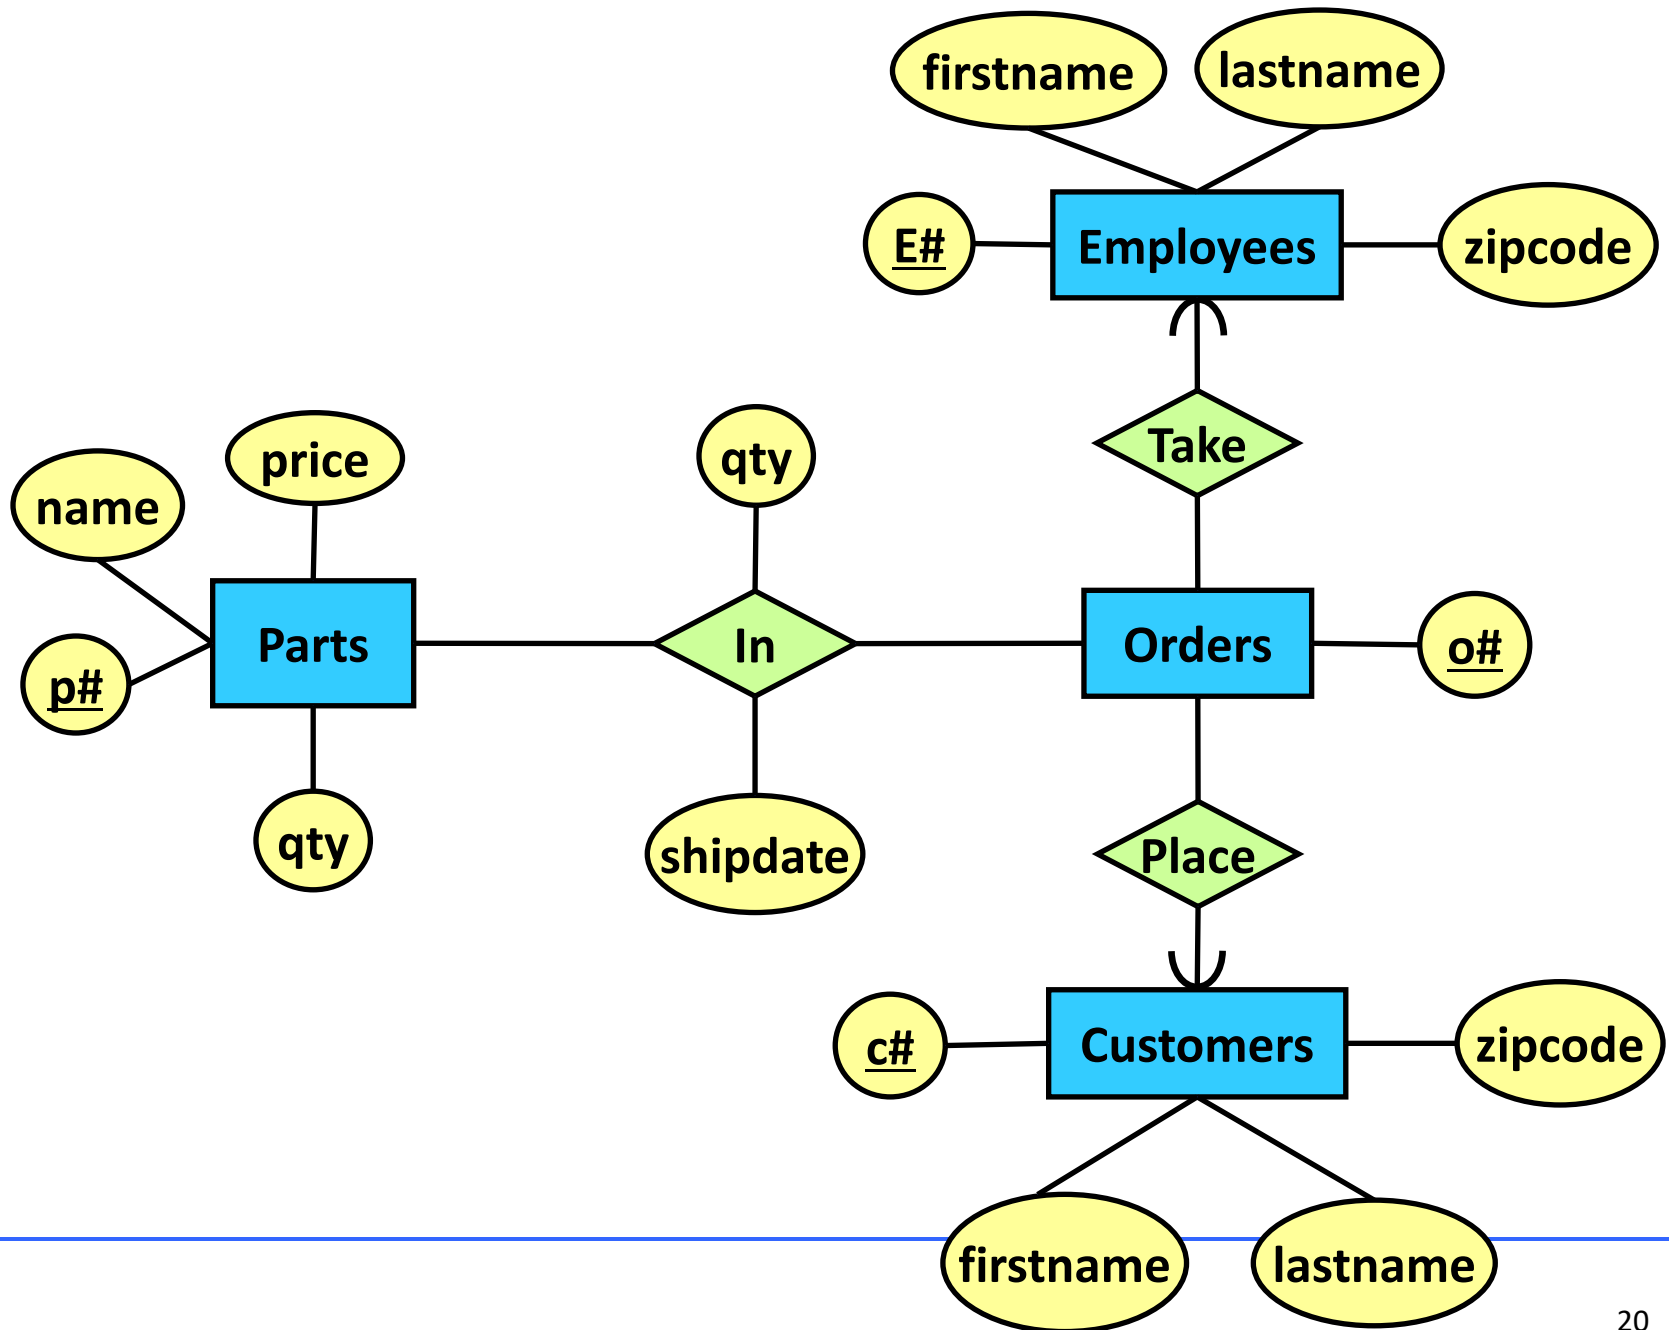 firstname
lastname
E#
Employees
zipcode
Take
price
qty
name
Parts
In
Orders
o#
p#
qty
shipdate
Place
c#
Customers
zipcode
firstname
lastname
20